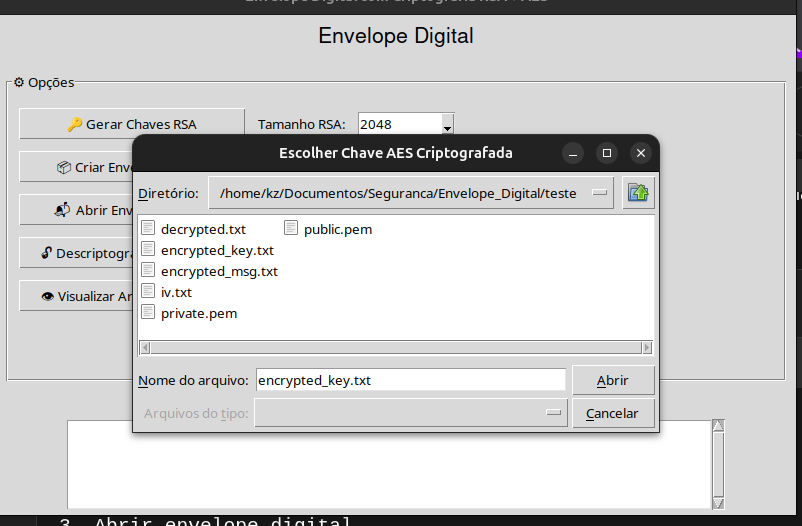 Envelope Digital
Opções
Gerar Chaves RSA Tamanho RSA: 2048
Escolher Chave AES Criptografada
Criar Enve
Diretório: /home/kz/Documentos/Seguranca/Envelope_Digital/teste
Abrir Env
decrypted.txt public.pem
encrypted_key.txt
Descriptogra
encrypted_msg.txt
iv.txt
Visualizar Ar
private.pem
Nome do arquivo: encrypted_key.txt Abrir
Arquivos do tipo: Cancelar
3. Abrir envelope digital